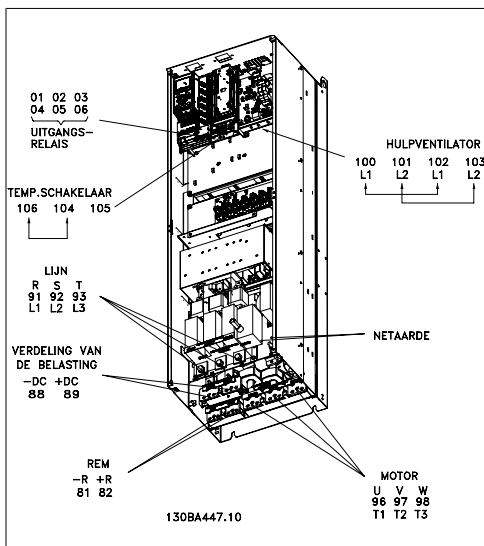 01 02 03
04 05 06
UITGANGS-
RELAIS
HULPVENTILATOR
100 101 102 103
L1 L2 L1 L2
TEMP.SCHAKELAAR
106 104 105
LIJN
R S T
91 92 93
L1 L2 L3
NETAARDE
VERDELING VAN
DE BELASTING
-DC +DC
88 89
REM
-R +R
81 82
MOTOR
U V W
96 97 98
T1 T2 T3
130BA447.10